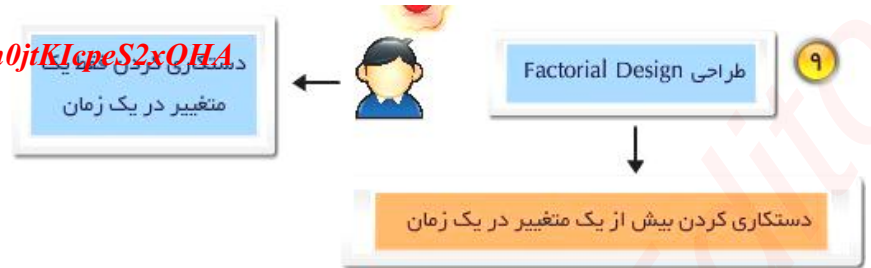 ۹
طراحی Factorial Design
دستکاری کردن فقط یک
متغییر در یک زمان
دستکاری کردن بیش از یک متغییر در یک زمان